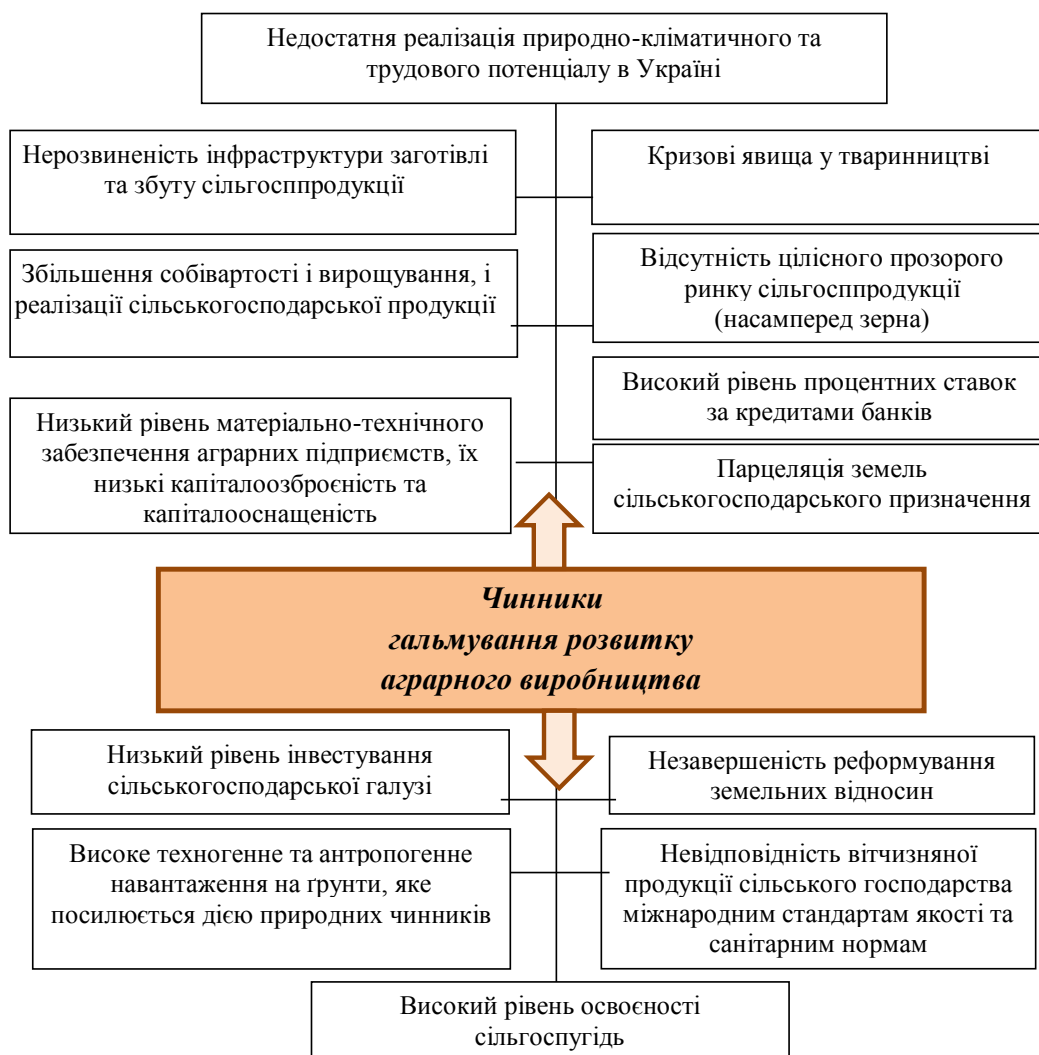 Недостатня реалізація природно-кліматичного та
трудового потенціалу в Україні
Нерозвиненість інфраструктури заготівлі
та збуту сільгосппродукції
Кризові явища у тваринництві
Збільшення собівартості і вирощування, і
реалізації сільськогосподарської продукції
Відсутність цілісного прозорого
ринку сільгосппродукції
(насамперед зерна)
Високий рівень процентних ставок
за кредитами банків
Низький рівень матеріально-технічного
забезпечення аграрних підприємств, їх
низькі капіталоозброєність та
капіталооснащеність
Парцеляція земель
сільськогосподарського призначення
Чинники
гальмування розвитку
аграрного виробництва
Низький рівень інвестування
сільськогосподарської галузі
Незавершеність реформування
земельних відносин
Високе техногенне та антропогенне
навантаження на ґрунти, яке
посилюється дією природних чинників
Невідповідність вітчизняної
продукції сільського господарства
міжнародним стандартам якості та
санітарним нормам
Високий рівень освоєності
сільгоспугідь